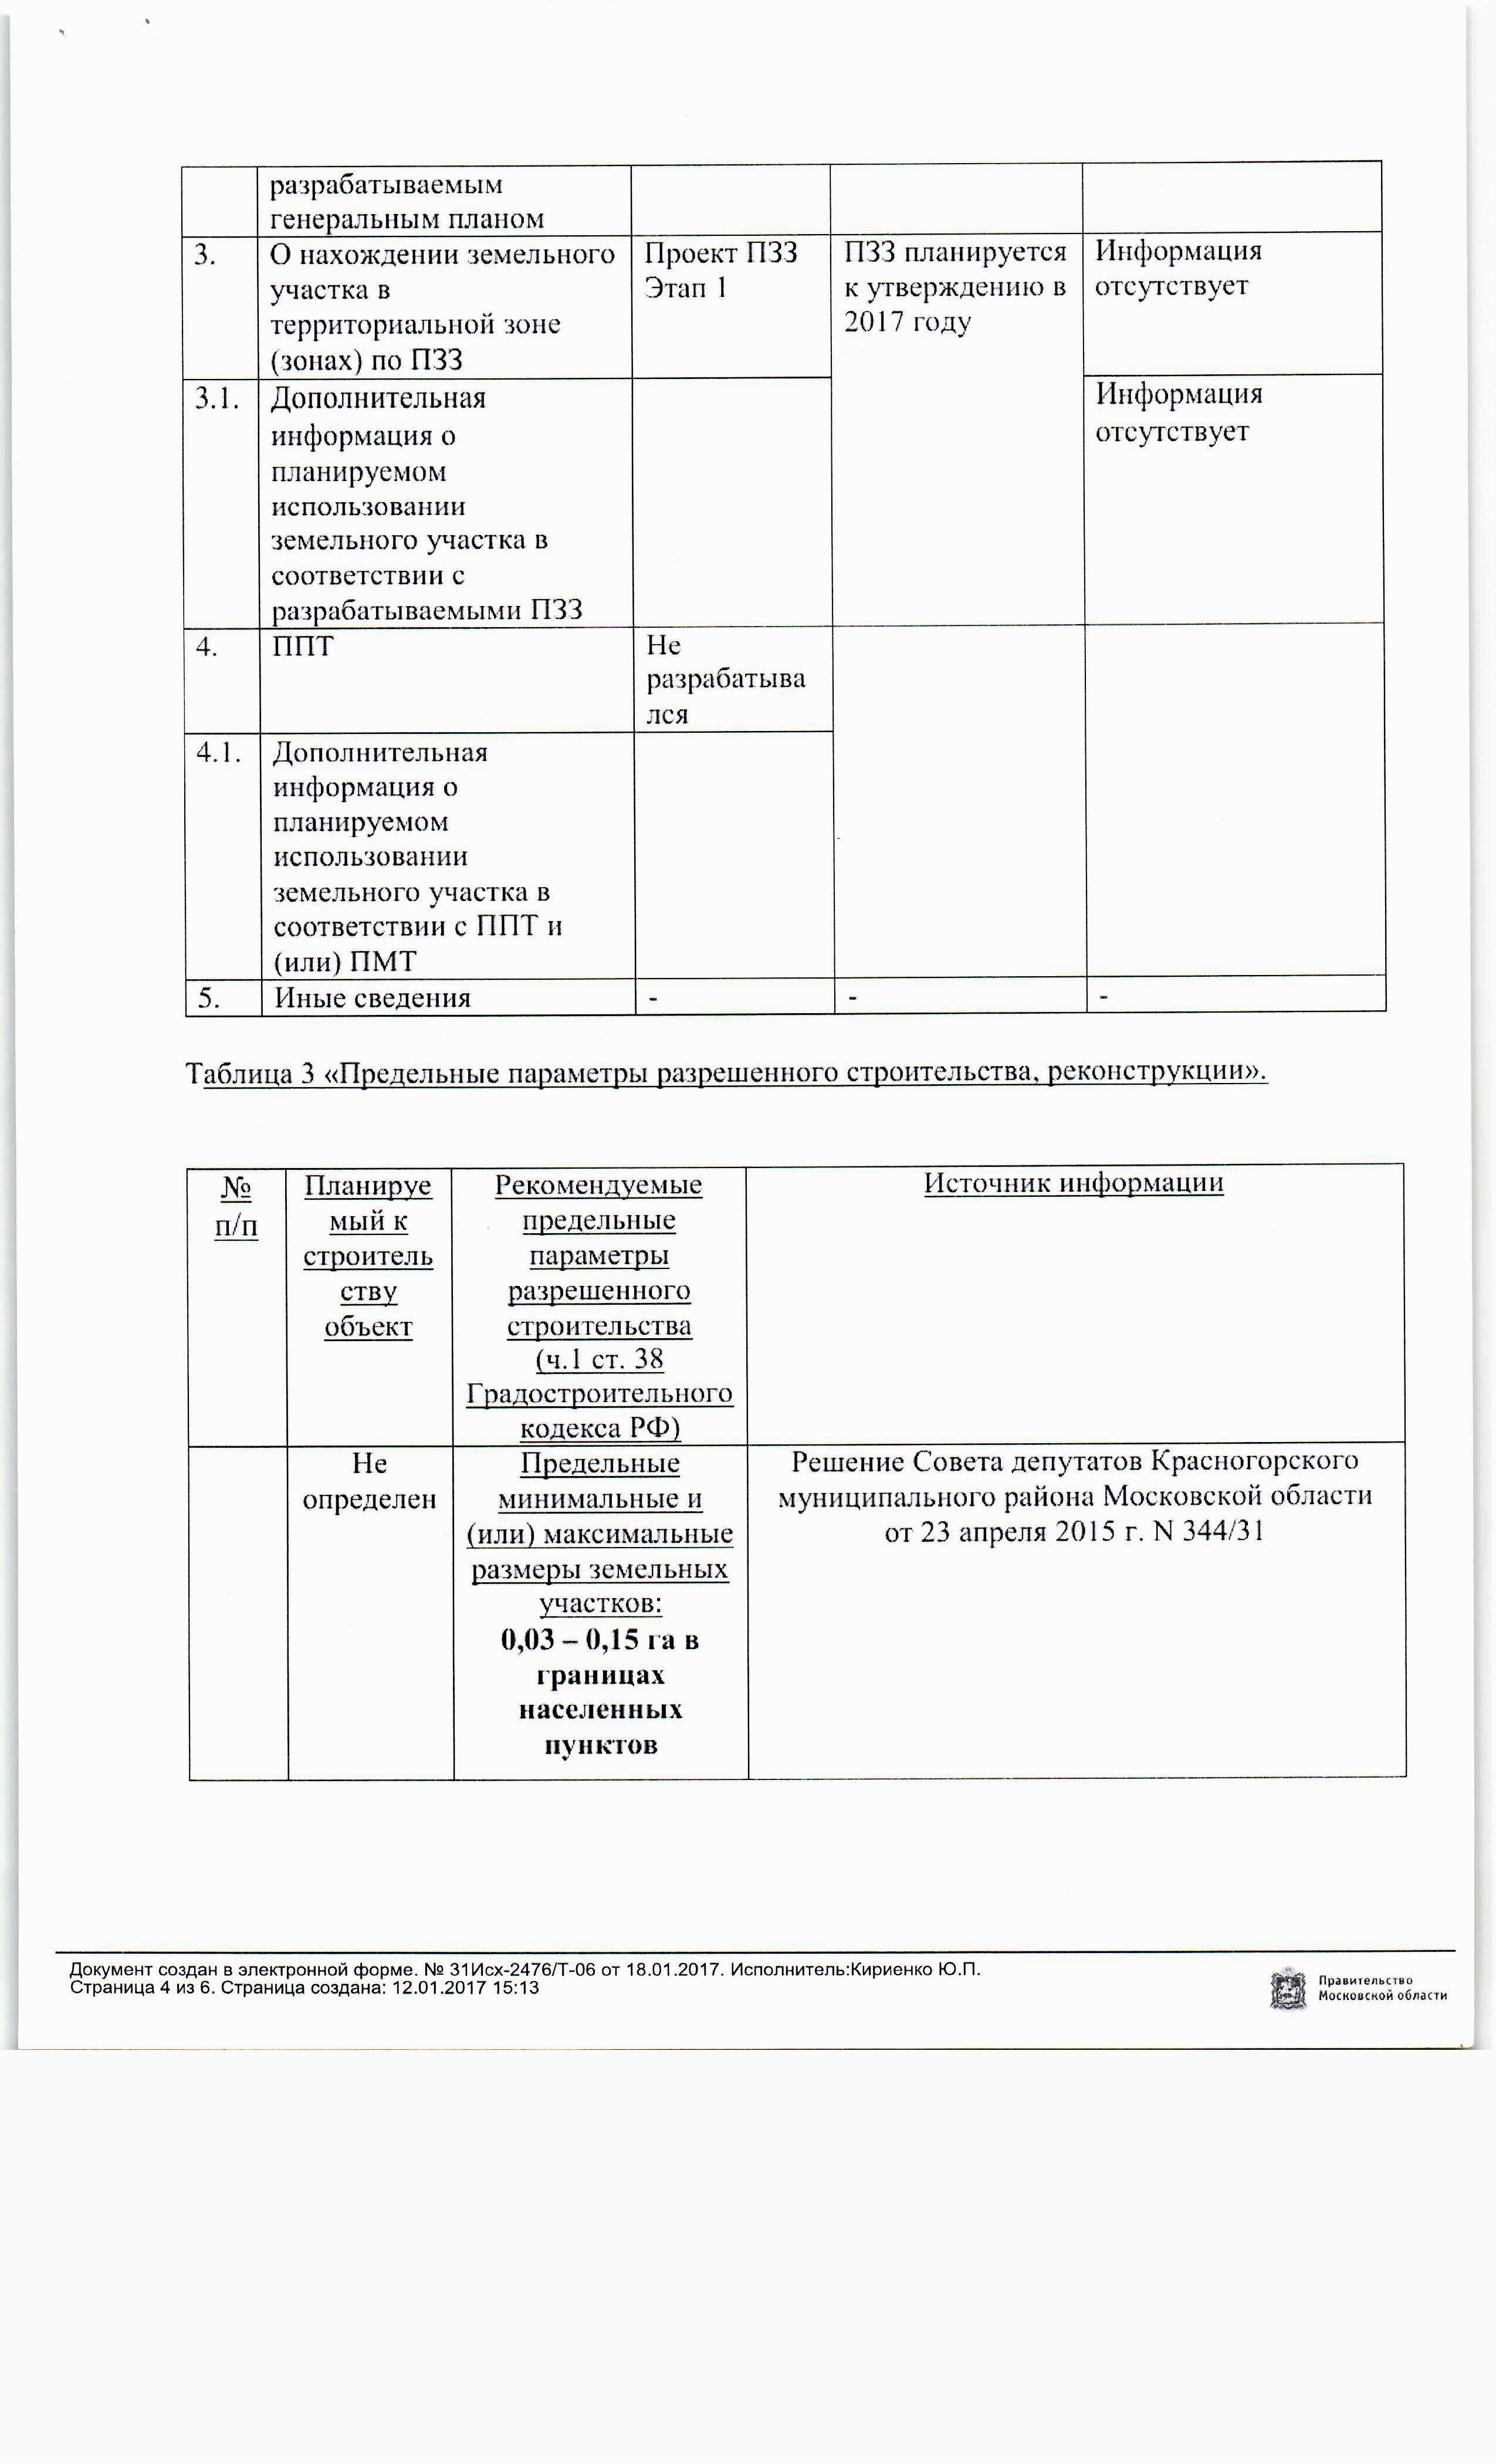 разрабатываемым
генеральным планом
3.
О нахождении земельного
участка в
территориальной зоне
(зонах) по ПЗЗ
Проект ПЗЗ
Этап 1
ПЗЗ планируется
к утверждению в
2017 году
Информация
отсутствует
3.1.
Дополнительная
информация о
планируемом
использовании
земельного участка в
соответствии с
разрабатываемыми ПЗЗ
Информация
отсутствует
4.
ППТ
Не
разрабатыва
лся
4.1.
Дополнительная
информация о
планируемом
использовании
земельного участка в
соответствии с ППТ и
(или) ПМТ
5.
Иные сведения
-
-
-
Таблица 3 «Предельные параметры разрешенного строительства, реконструкции».
№
п/п
Планируе
мый к
строитель
ству
объект
Рекомендуемые
предельные
параметры
разрешенного
строительства
(ч.1 ст. 38
Градостроительного
кодекса РФ)
Источник информации
Не
определен
Предельные
минимальные и
(или) максимальные
размеры земельных
участков:
0,03 – 0,15 га в
границах
населенных
пунктов
Решение Совета депутатов Красногорского
муниципального района Московской области
от 23 апреля 2015 г. N 344/31
Документ создан в электронной форме. № 31Исх-2476/Т-06 от 18.01.2017. Исполнитель:Кириенко Ю.П.
Страница 4 из 6. Страница создана: 12.01.2017 15:13
Правительство
Московской области